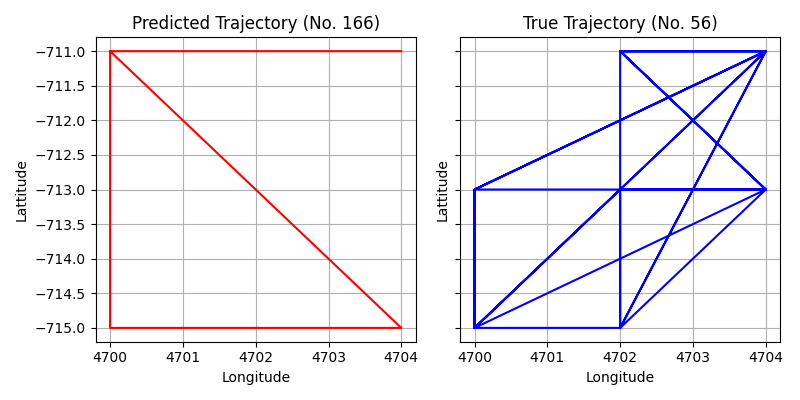 Predicted Trajectory (No. 166)
True Trajectory (No. 56)
Lattitude
−711.0
−711.5
−712.0
−712.5
−713.0
−713.5
−714.0
−714.5
−715.0
4700 4701 4702 4703 4704
Longitude
Lattitude
4700 4701 4702 4703 4704
Longitude